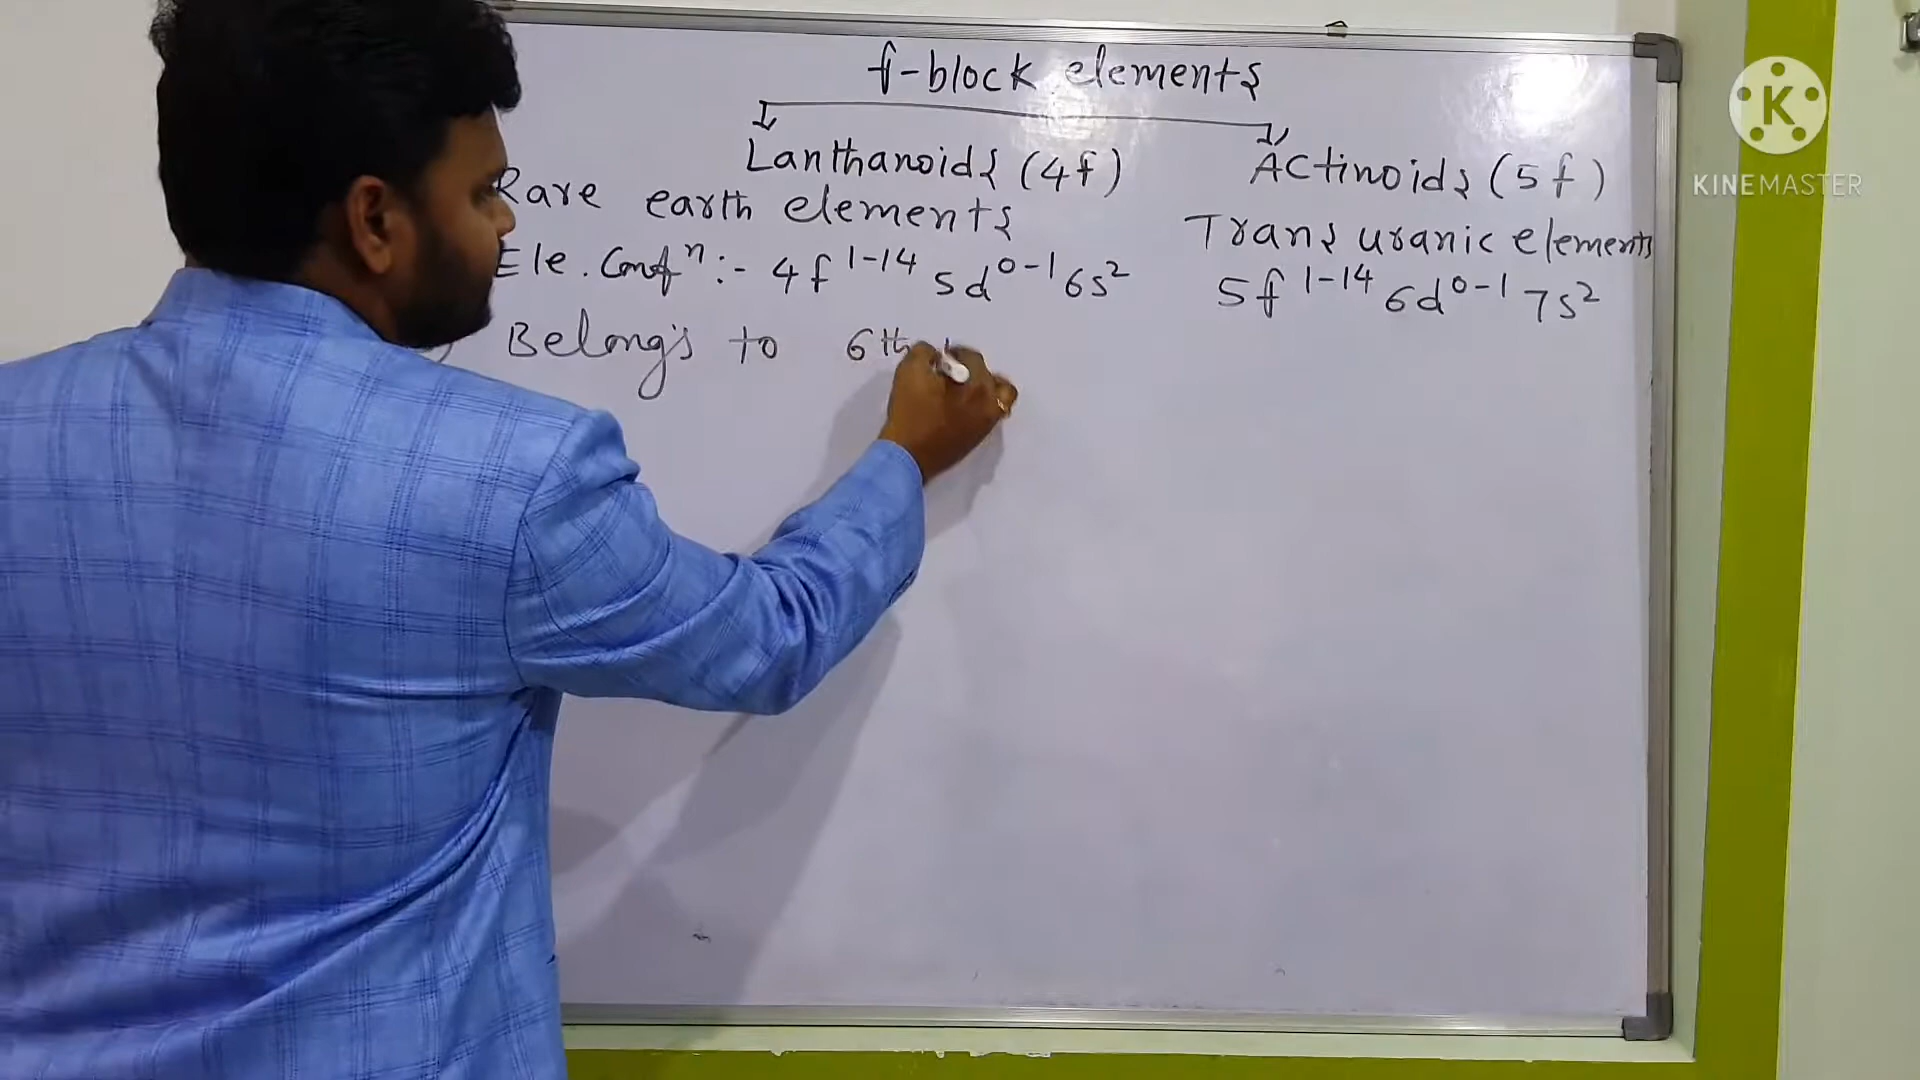 f-block elements
Lanthanoids (4f)
Actinoids (5f)
Rare earth elements
Trans uranic elements
Ele. Confⁿ :- 4f¹⁻¹⁴ 5d⁰⁻¹ 6s²
5f¹⁻¹⁴ 6d⁰⁻¹ 7s²
Belong's to 6th
K
KINEMASTER